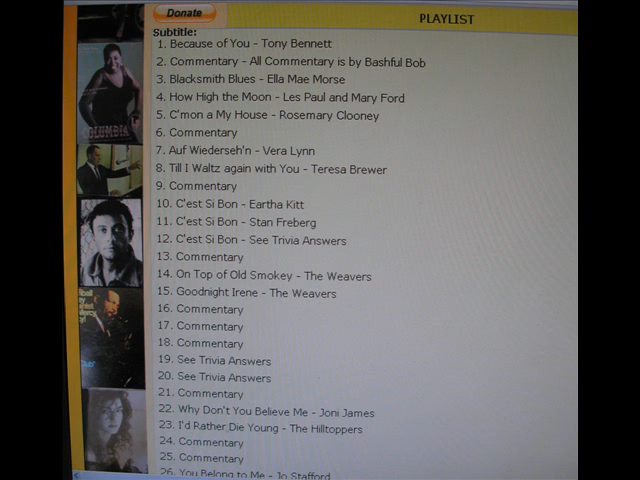 Donate
PLAYLIST
Subtitle:
1. Because of You - Tony Bennett
2. Commentary - All Commentary is by Bashful Bob
3. Blacksmith Blues - Ella Mae Morse
4. How High the Moon - Les Paul and Mary Ford
5. C'mon a My House - Rosemary Clooney
6. Commentary
7. Auf Wiederseh'n - Vera Lynn
8. Till I Waltz again with You - Teresa Brewer
9. Commentary
10. C'est Si Bon - Eartha Kitt
11. C'est Si Bon - Stan Freberg
12. C'est Si Bon - See Trivia Answers
13. Commentary
14. On Top of Old Smokey - The Weavers
15. Goodnight Irene - The Weavers
16. Commentary
17. Commentary
18. Commentary
19. See Trivia Answers
20. See Trivia Answers
21. Commentary
22. Why Don't You Believe Me - Joni James
23. I'd Rather Die Young - The Hilltoppers
24. Commentary
25. Commentary
26. You Belong to Me - Jo Stafford
COLUMBIA